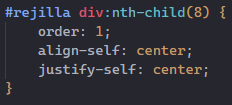 #rejilla div:nth-child(8) {
    order: 1;
    align-self: center;
    justify-self: center;
}